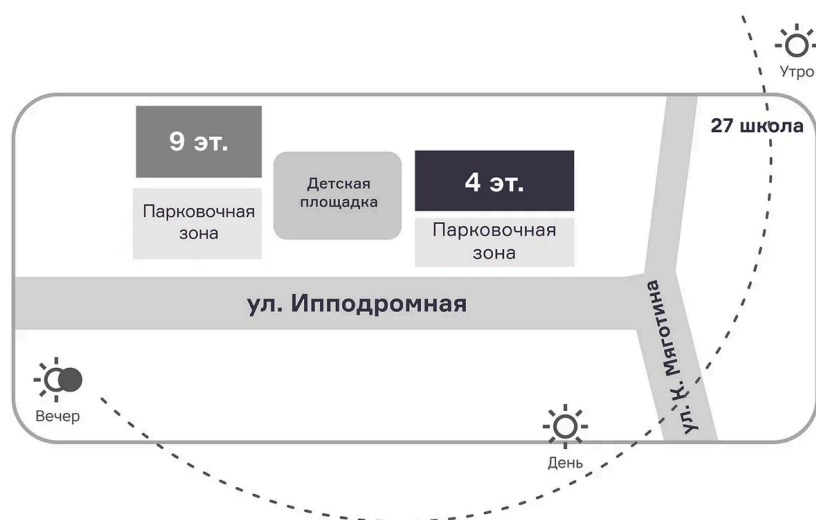 Утро
27 школа
9 эт.
Детская
площадка
4 эт.
Парковочная
зона
Парковочная
зона
ул. Ипподромная
ул. К. Мяготина
Вечер
День